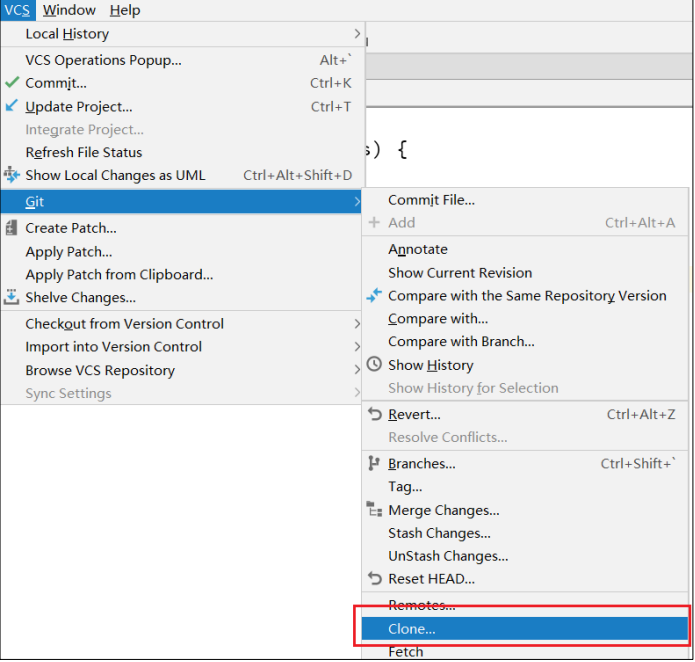 VCS Window Help
Local History
VCS Operations Popup... Alt+`
Commit... Ctrl+K
Update Project... Ctrl+T
Integrate Project...
Refresh File Status
Show Local Changes as UML Ctrl+Alt+Shift+D
Git
Create Patch...
Apply Patch...
Apply Patch from Clipboard...
Shelve Changes...
Checkout from Version Control
Import into Version Control
Browse VCS Repository
Sync Settings
) {
Commit File...
Add Ctrl+Alt+A
Annotate
Show Current Revision
Compare with the Same Repository Version
Compare with...
Compare with Branch...
Show History
Show History for Selection
Revert... Ctrl+Alt+Z
Resolve Conflicts...
Branches... Ctrl+Shift+`
Tag...
Merge Changes...
Stash Changes...
UnStash Changes...
Reset HEAD...
Remotes...
Clone...
Fetch